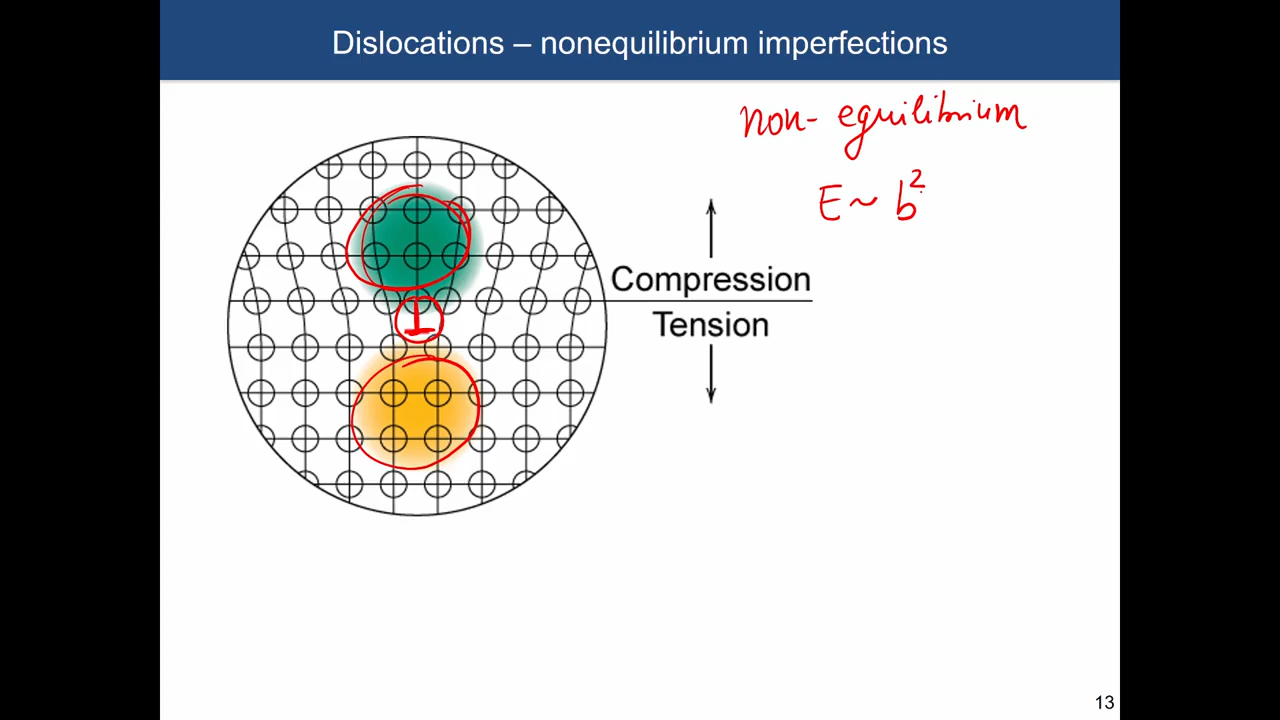 Dislocations – nonequilibrium imperfections
non- equilibrium
E ~ b²
Compression
Tension
13